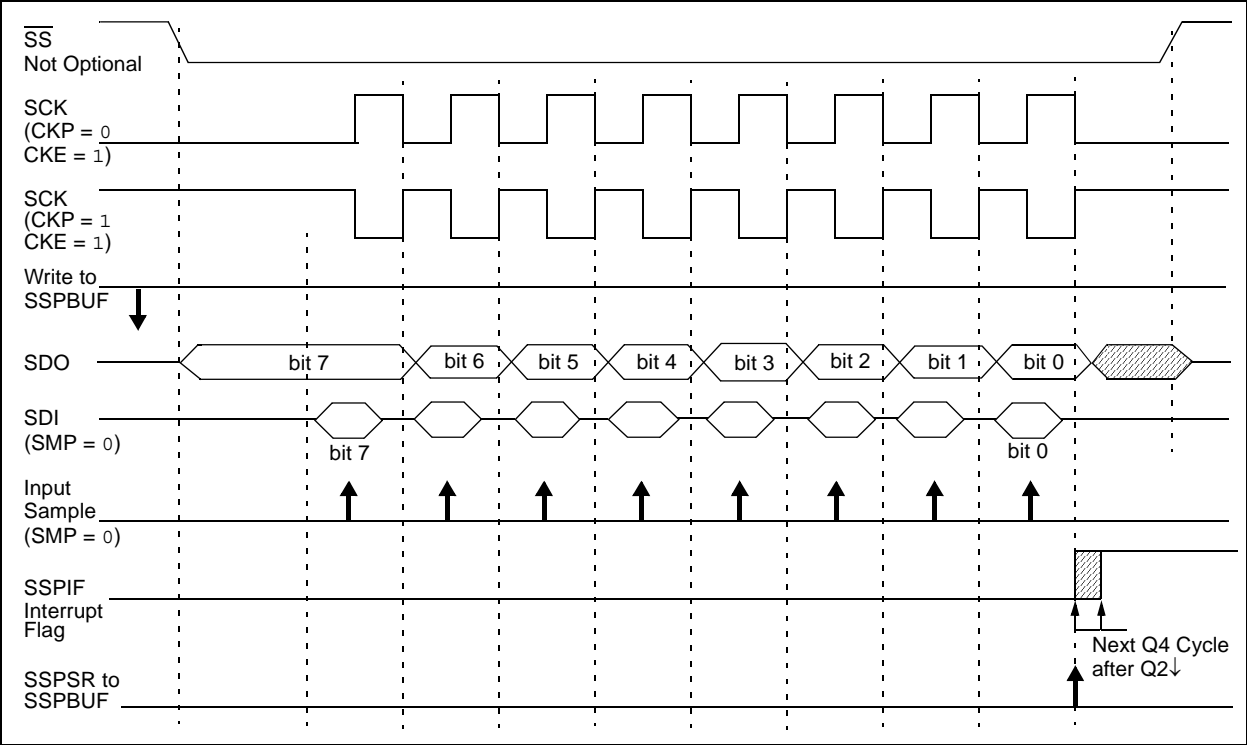 SS
Not Optional
SCK
(CKP = 0
CKE = 1)
SCK
(CKP = 1
CKE = 1)
Write to
SSPBUF
SDO
bit 7 bit 6 bit 5 bit 4 bit 3 bit 2 bit 1 bit 0
SDI
(SMP = 0)
bit 7 bit 0
Input
Sample
(SMP = 0)
SSPIF
Interrupt
Flag
Next Q4 Cycle
after Q2↓
SSPSR to
SSPBUF